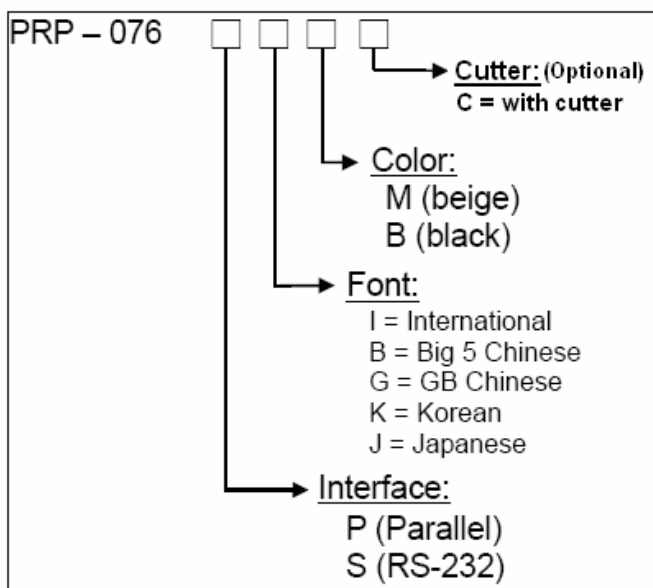 PRP – 076
Cutter: (Optional)
C = with cutter
Color:
M (beige)
B (black)
Font:
I = International
B = Big 5 Chinese
G = GB Chinese
K = Korean
J = Japanese
Interface:
P (Parallel)
S (RS-232)